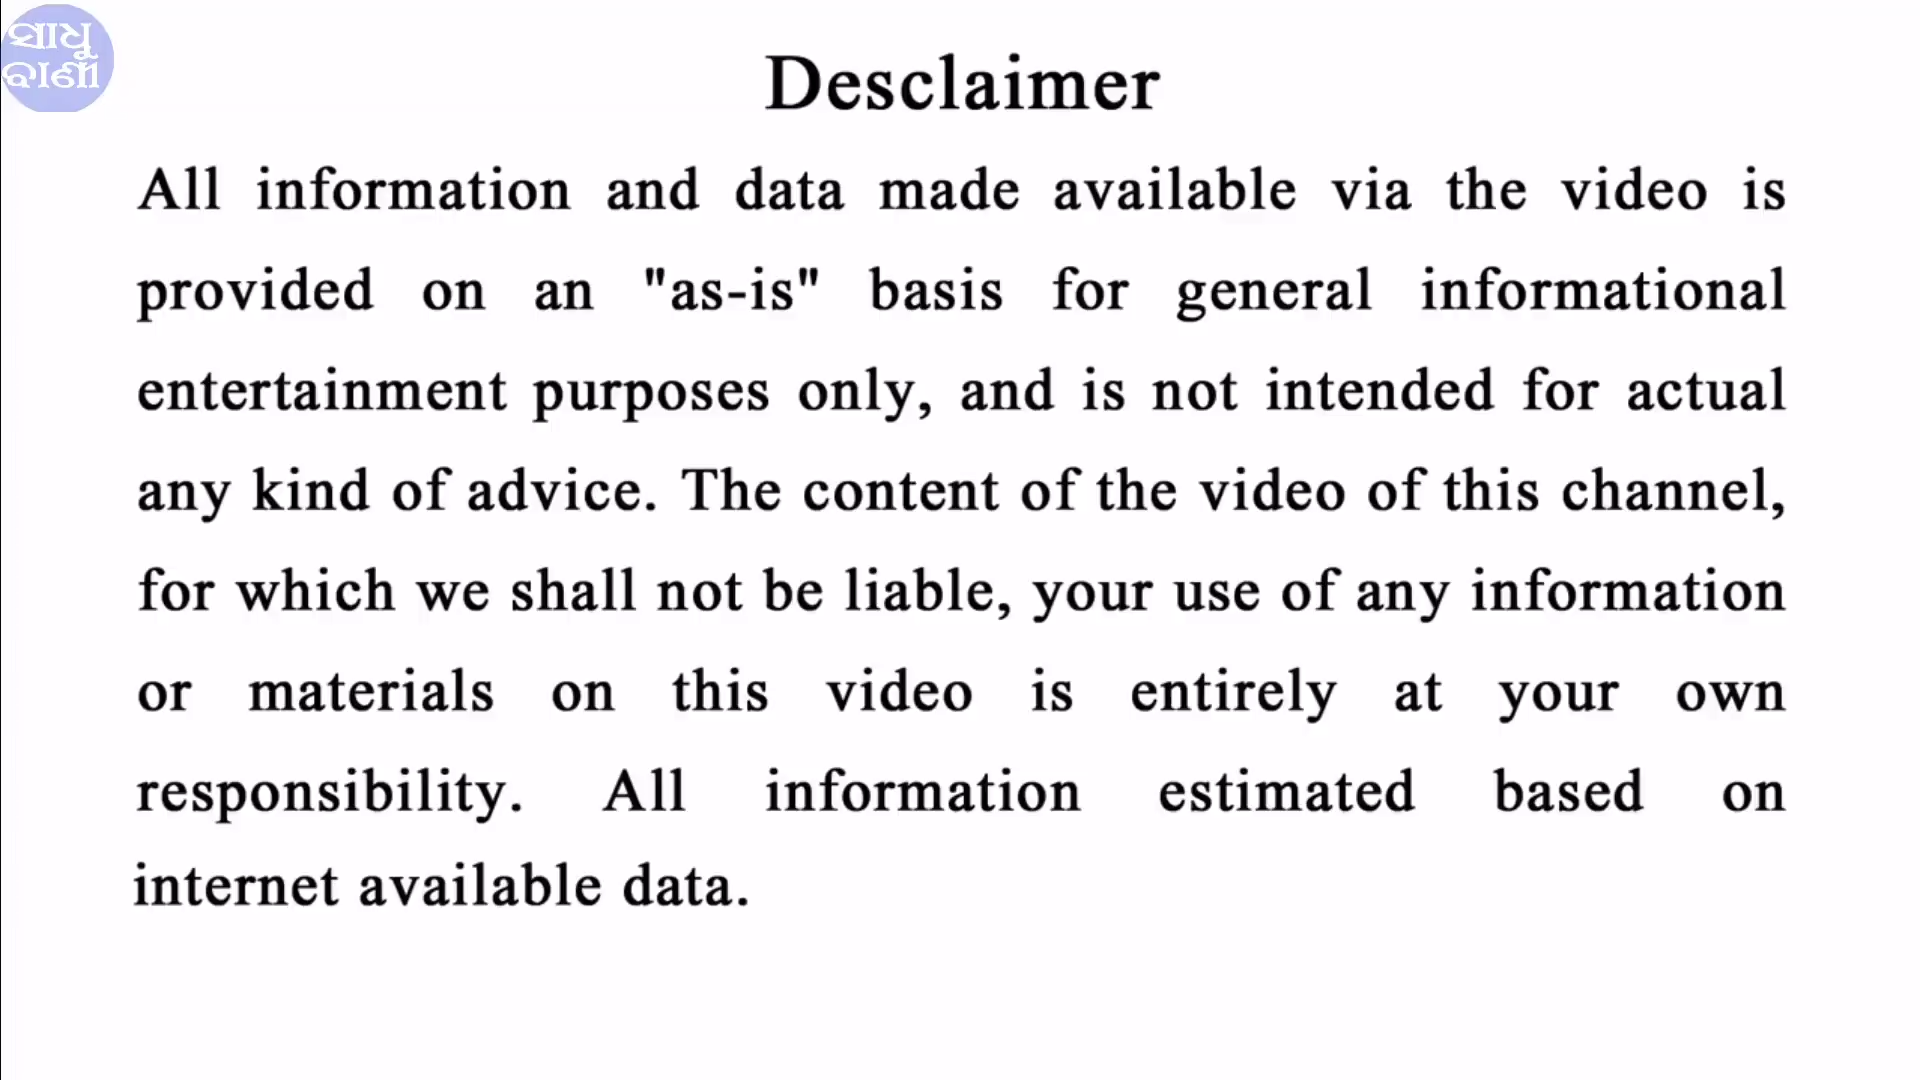 ସାଧୁ
ବାଣୀ
Desclaimer
All information and data made available via the video is
provided on an "as-is" basis for general informational
entertainment purposes only, and is not intended for actual
any kind of advice. The content of the video of this channel,
for which we shall not be liable, your use of any information
or materials on this video is entirely at your own
responsibility. All information estimated based on
internet available data.